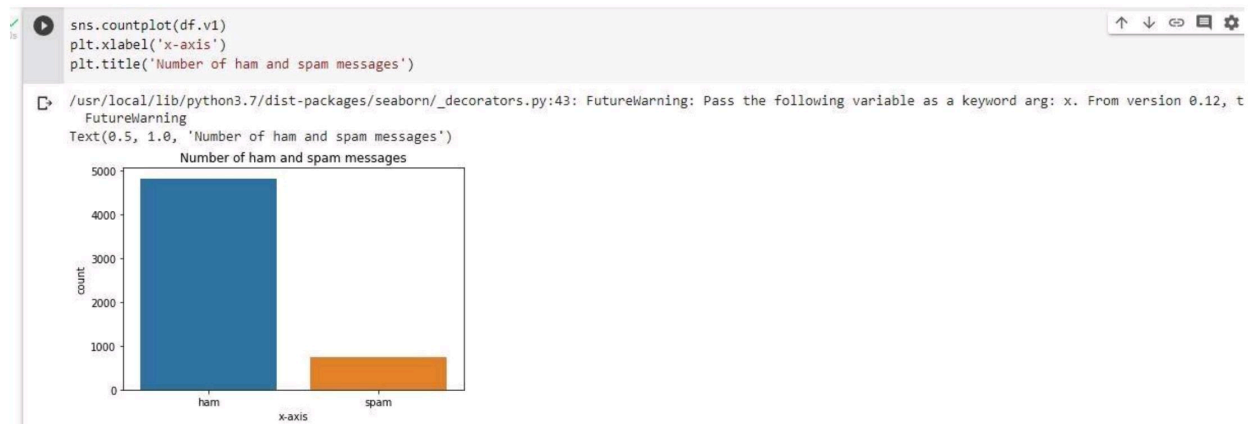 sns.countplot(df.v1)
plt.xlabel('x-axis')
plt.title('Number of ham and spam messages')
/usr/local/lib/python3.7/dist-packages/seaborn/_decorators.py:43: FutureWarning: Pass the following variable as a keyword arg: x. From version 0.12, t
FutureWarning
Text(0.5, 1.0, 'Number of ham and spam messages')
Number of ham and spam messages
5000
4000
3000
2000
1000
0
count
ham spam
x-axis